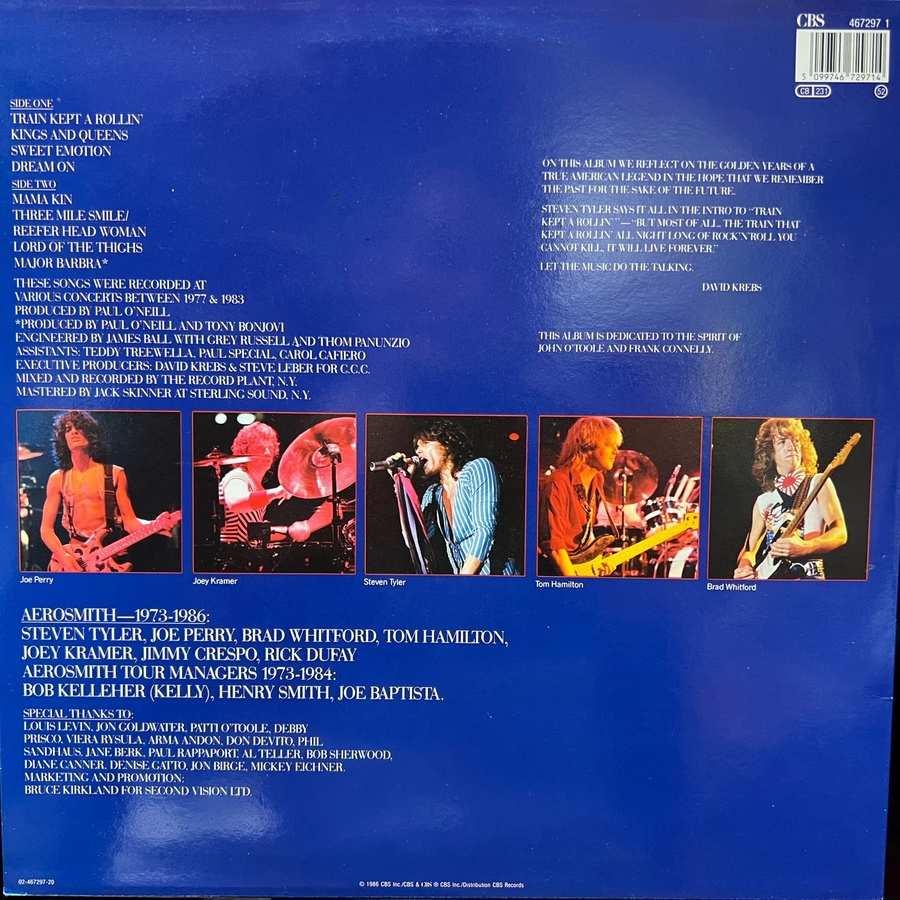 CBS 467297 1
5 099746 729714
CB 231 52
SIDE ONE
TRAIN KEPT A ROLLIN'
KINGS AND QUEENS
SWEET EMOTION
DREAM ON
SIDE TWO
MAMA KIN
THREE MILE SMILE/
REEFER HEAD WOMAN
LORD OF THE THIGHS
MAJOR BARBRA*
THESE SONGS WERE RECORDED AT
VARIOUS CONCERTS BETWEEN 1977 & 1983
PRODUCED BY PAUL O'NEILL
*PRODUCED BY PAUL O'NEILL AND TONY BONJOVI
ENGINEERED BY JAMES BALL WITH GREY RUSSELL AND THOM PANUNZIO
ASSISTANTS: TEDDY TREEWELLA, PAUL SPECIAL, CAROL CAFIERO
EXECUTIVE PRODUCERS: DAVID KREBS & STEVE LEBER FOR C.C.C.
MIXED AND RECORDED BY THE RECORD PLANT, N.Y.
MASTERED BY JACK SKINNER AT STERLING SOUND, N.Y.
ON THIS ALBUM WE REFLECT ON THE GOLDEN YEARS OF A
TRUE AMERICAN LEGEND IN THE HOPE THAT WE REMEMBER
THE PAST FOR THE SAKE OF THE FUTURE.
STEVEN TYLER SAYS IT ALL IN THE INTRO TO "TRAIN
KEPT A ROLLIN'"—"BUT MOST OF ALL, THE TRAIN THAT
KEPT A ROLLIN' ALL NIGHT LONG OF ROCK'N'ROLL YOU
CANNOT KILL, IT WILL LIVE FOREVER."
LET THE MUSIC DO THE TALKING.
DAVID KREBS
THIS ALBUM IS DEDICATED TO THE SPIRIT OF
JOHN O'TOOLE AND FRANK CONNELLY.
Joe Perry
Joey Kramer
Steven Tyler
Tom Hamilton
Brad Whitford
AEROSMITH—1973-1986:
STEVEN TYLER, JOE PERRY, BRAD WHITFORD, TOM HAMILTON,
JOEY KRAMER, JIMMY CRESPO, RICK DUFAY
AEROSMITH TOUR MANAGERS 1973-1984:
BOB KELLEHER (KELLY), HENRY SMITH, JOE BAPTISTA.
SPECIAL THANKS TO:
LOUIS LEVIN, JON GOLDWATER, PATTI O'TOOLE, DEBBY
PRISCO, VIERA RYSULA, ARMA ANDON, DON DEVITO, PHIL
SANDHAUS, JANE BERK, PAUL RAPPAPORT, AL TELLER, BOB SHERWOOD,
DIANE CANNER, DENISE GATTO, JON BIRGE, MICKEY EICHNER.
MARKETING AND PROMOTION:
BRUCE KIRKLAND FOR SECOND VISION LTD.
02-467297-20
© 1986 CBS Inc./CBS & CBS ® CBS Inc./Distribution CBS Records